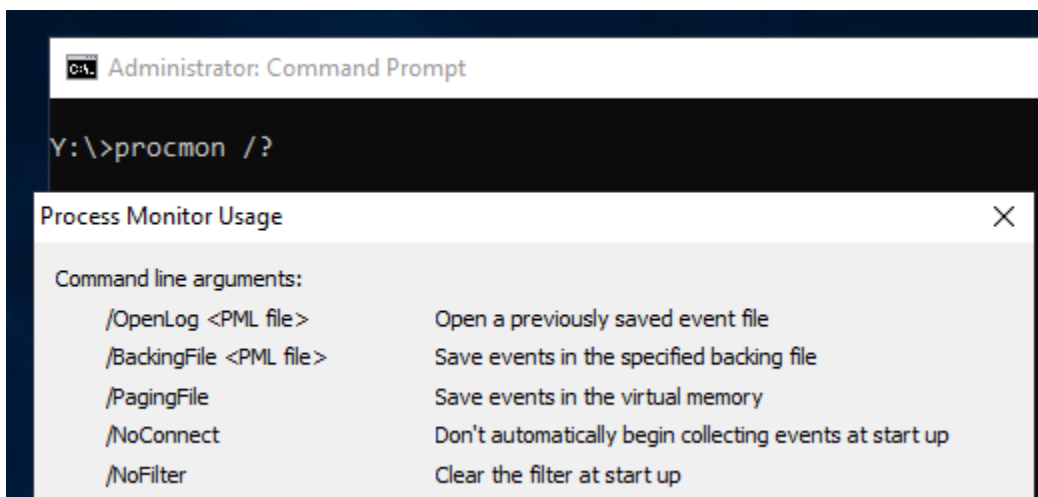 Administrator: Command Prompt
Y:\>procmon /?
Process Monitor Usage
Command line arguments:
/OpenLog <PML file> Open a previously saved event file
/BackingFile <PML file> Save events in the specified backing file
/PagingFile Save events in the virtual memory
/NoConnect Don't automatically begin collecting events at start up
/NoFilter Clear the filter at start up